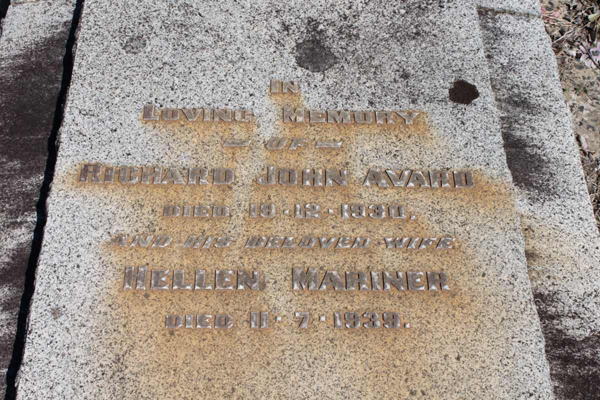 IN
LOVING MEMORY
OF
RICHARD JOHN AVARD
DIED 13·12·1930.
AND HIS BELOVED WIFE
HELLEN MARINER
DIED 11·7·1939.